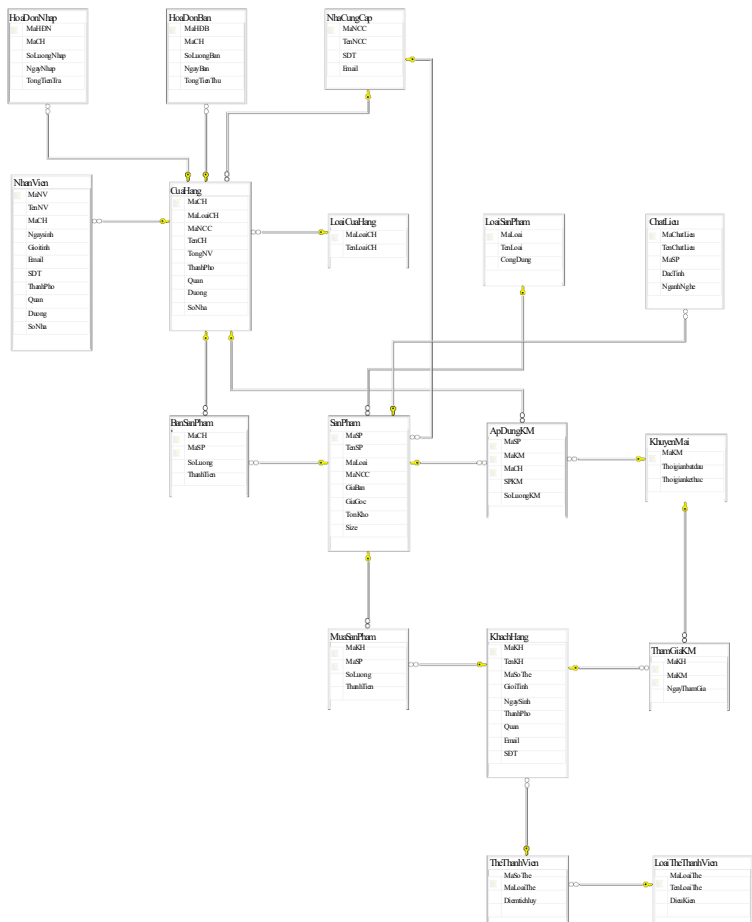 HoaDonNhap
MaHĐN
MaCH
SoLuongNhap
NgayNhap
TongTienTra
HoaDonBan
MaHĐB
MaCH
SoLuongBan
NgayBan
TongTienThu
NhaCungCap
MaNCC
TenNCC
SDT
Email
NhanVien
MaNV
TenNV
MaCH
Ngaysinh
Gioitinh
Email
SDT
ThanhPho
Quan
Duong
SoNha
CuaHang
MaCH
MaLoaiCH
MaNCC
TenCH
TongNV
ThanhPho
Quan
Duong
SoNha
LoaiCuaHang
MaLoaiCH
TenLoaiCH
LoaiSanPham
MaLoai
TenLoai
CongDung
ChatLieu
MaChatLieu
TenChatLieu
MaSP
DacTinh
NganhNghe
BanSanPham
MaCH
MaSP
SoLuong
ThanhTien
SanPham
MaSP
TenSP
MaLoai
MaNCC
GiaBan
GiaGoc
TonKho
Size
ApDungKM
MaSP
MaKM
MaCH
SPKM
SoLuongKM
KhuyenMai
MaKM
Thoigianbatdau
Thoigianketthuc
MuaSanPham
MaKH
MaSP
SoLuong
ThanhTien
KhachHang
MaKH
TenKH
MaSoThe
GioiTinh
NgaySinh
ThanhPho
Quan
Email
SĐT
ThamGiaKM
MaKH
MaKM
NgayThamGia
TheThanhVien
MaSoThe
MaLoaiThe
Diemtichluy
LoaiTheThanhVien
MaLoaiThe
TenLoaiThe
DieuKien